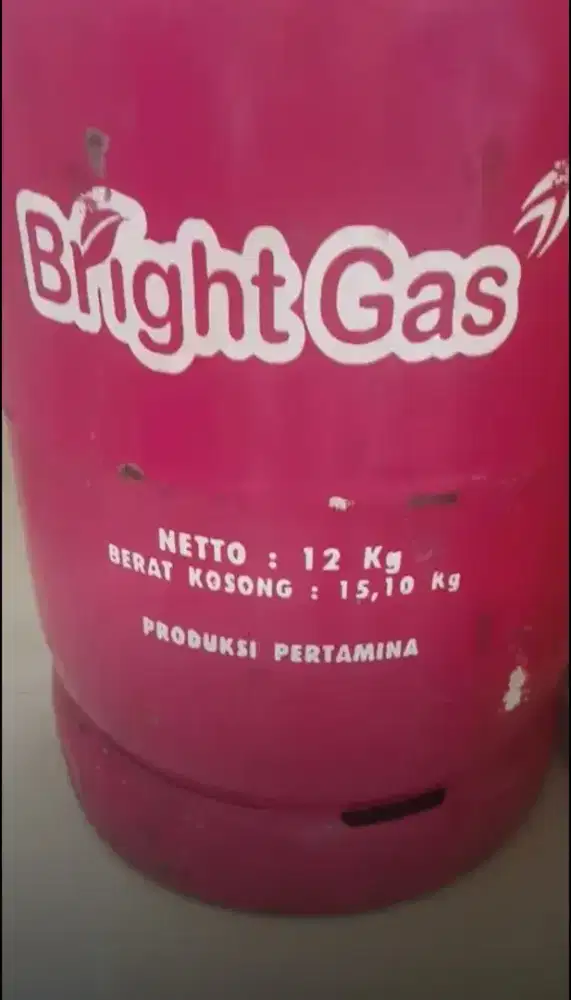 Bright Gas
NETTO : 12 Kg
BERAT KOSONG : 15,10 Kg
PRODUKSI PERTAMINA